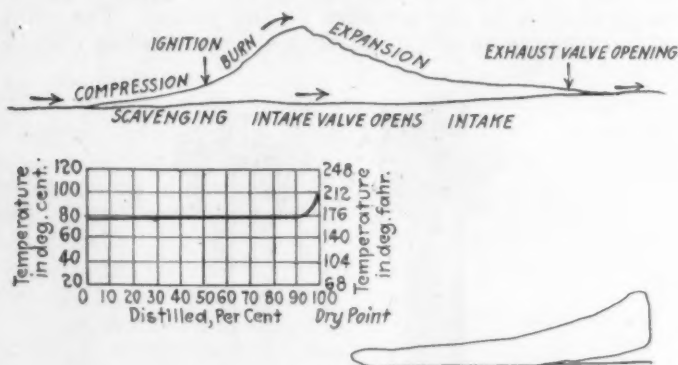 IGNITION
BURN
EXPANSION
EXHAUST VALVE OPENING
COMPRESSION
SCAVENGING INTAKE VALVE OPENS INTAKE
Temperature
in deg. cent.
120
100
80
60
40
20
248
212
176
140
104
68
Temperature
in deg. fahr.
0 10 20 30 40 50 60 70 80 90 100
Distilled, Per Cent Dry Point